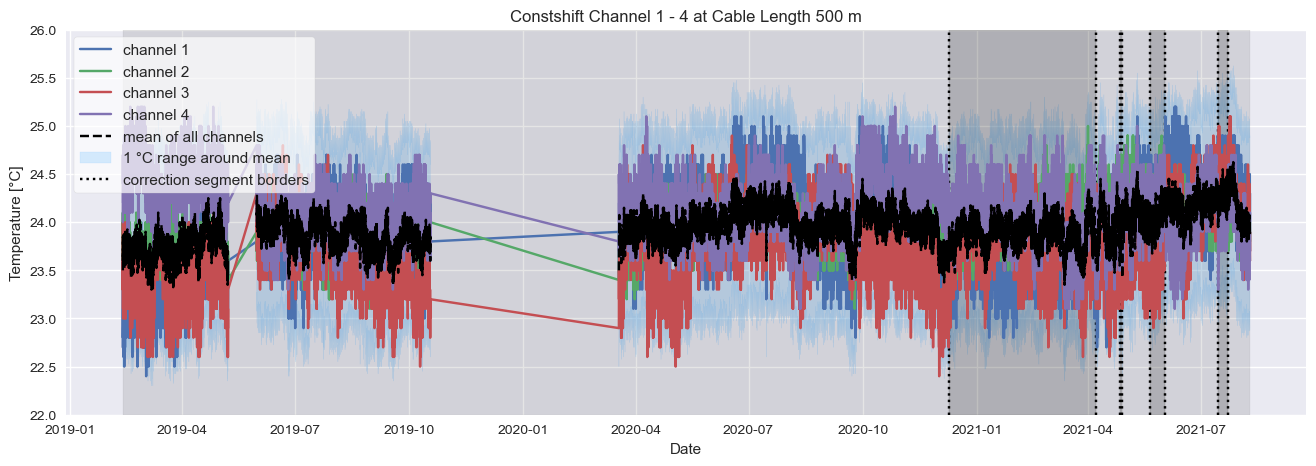 Constshift Channel 1 - 4 at Cable Length 500 m
Temperature [°C]
26.0
25.5
25.0
24.5
24.0
23.5
23.0
22.5
22.0
channel 1
channel 2
channel 3
channel 4
mean of all channels
1 °C range around mean
correction segment borders
2019-01 2019-04 2019-07 2019-10 2020-01 2020-04 2020-07 2020-10 2021-01 2021-04 2021-07
Date